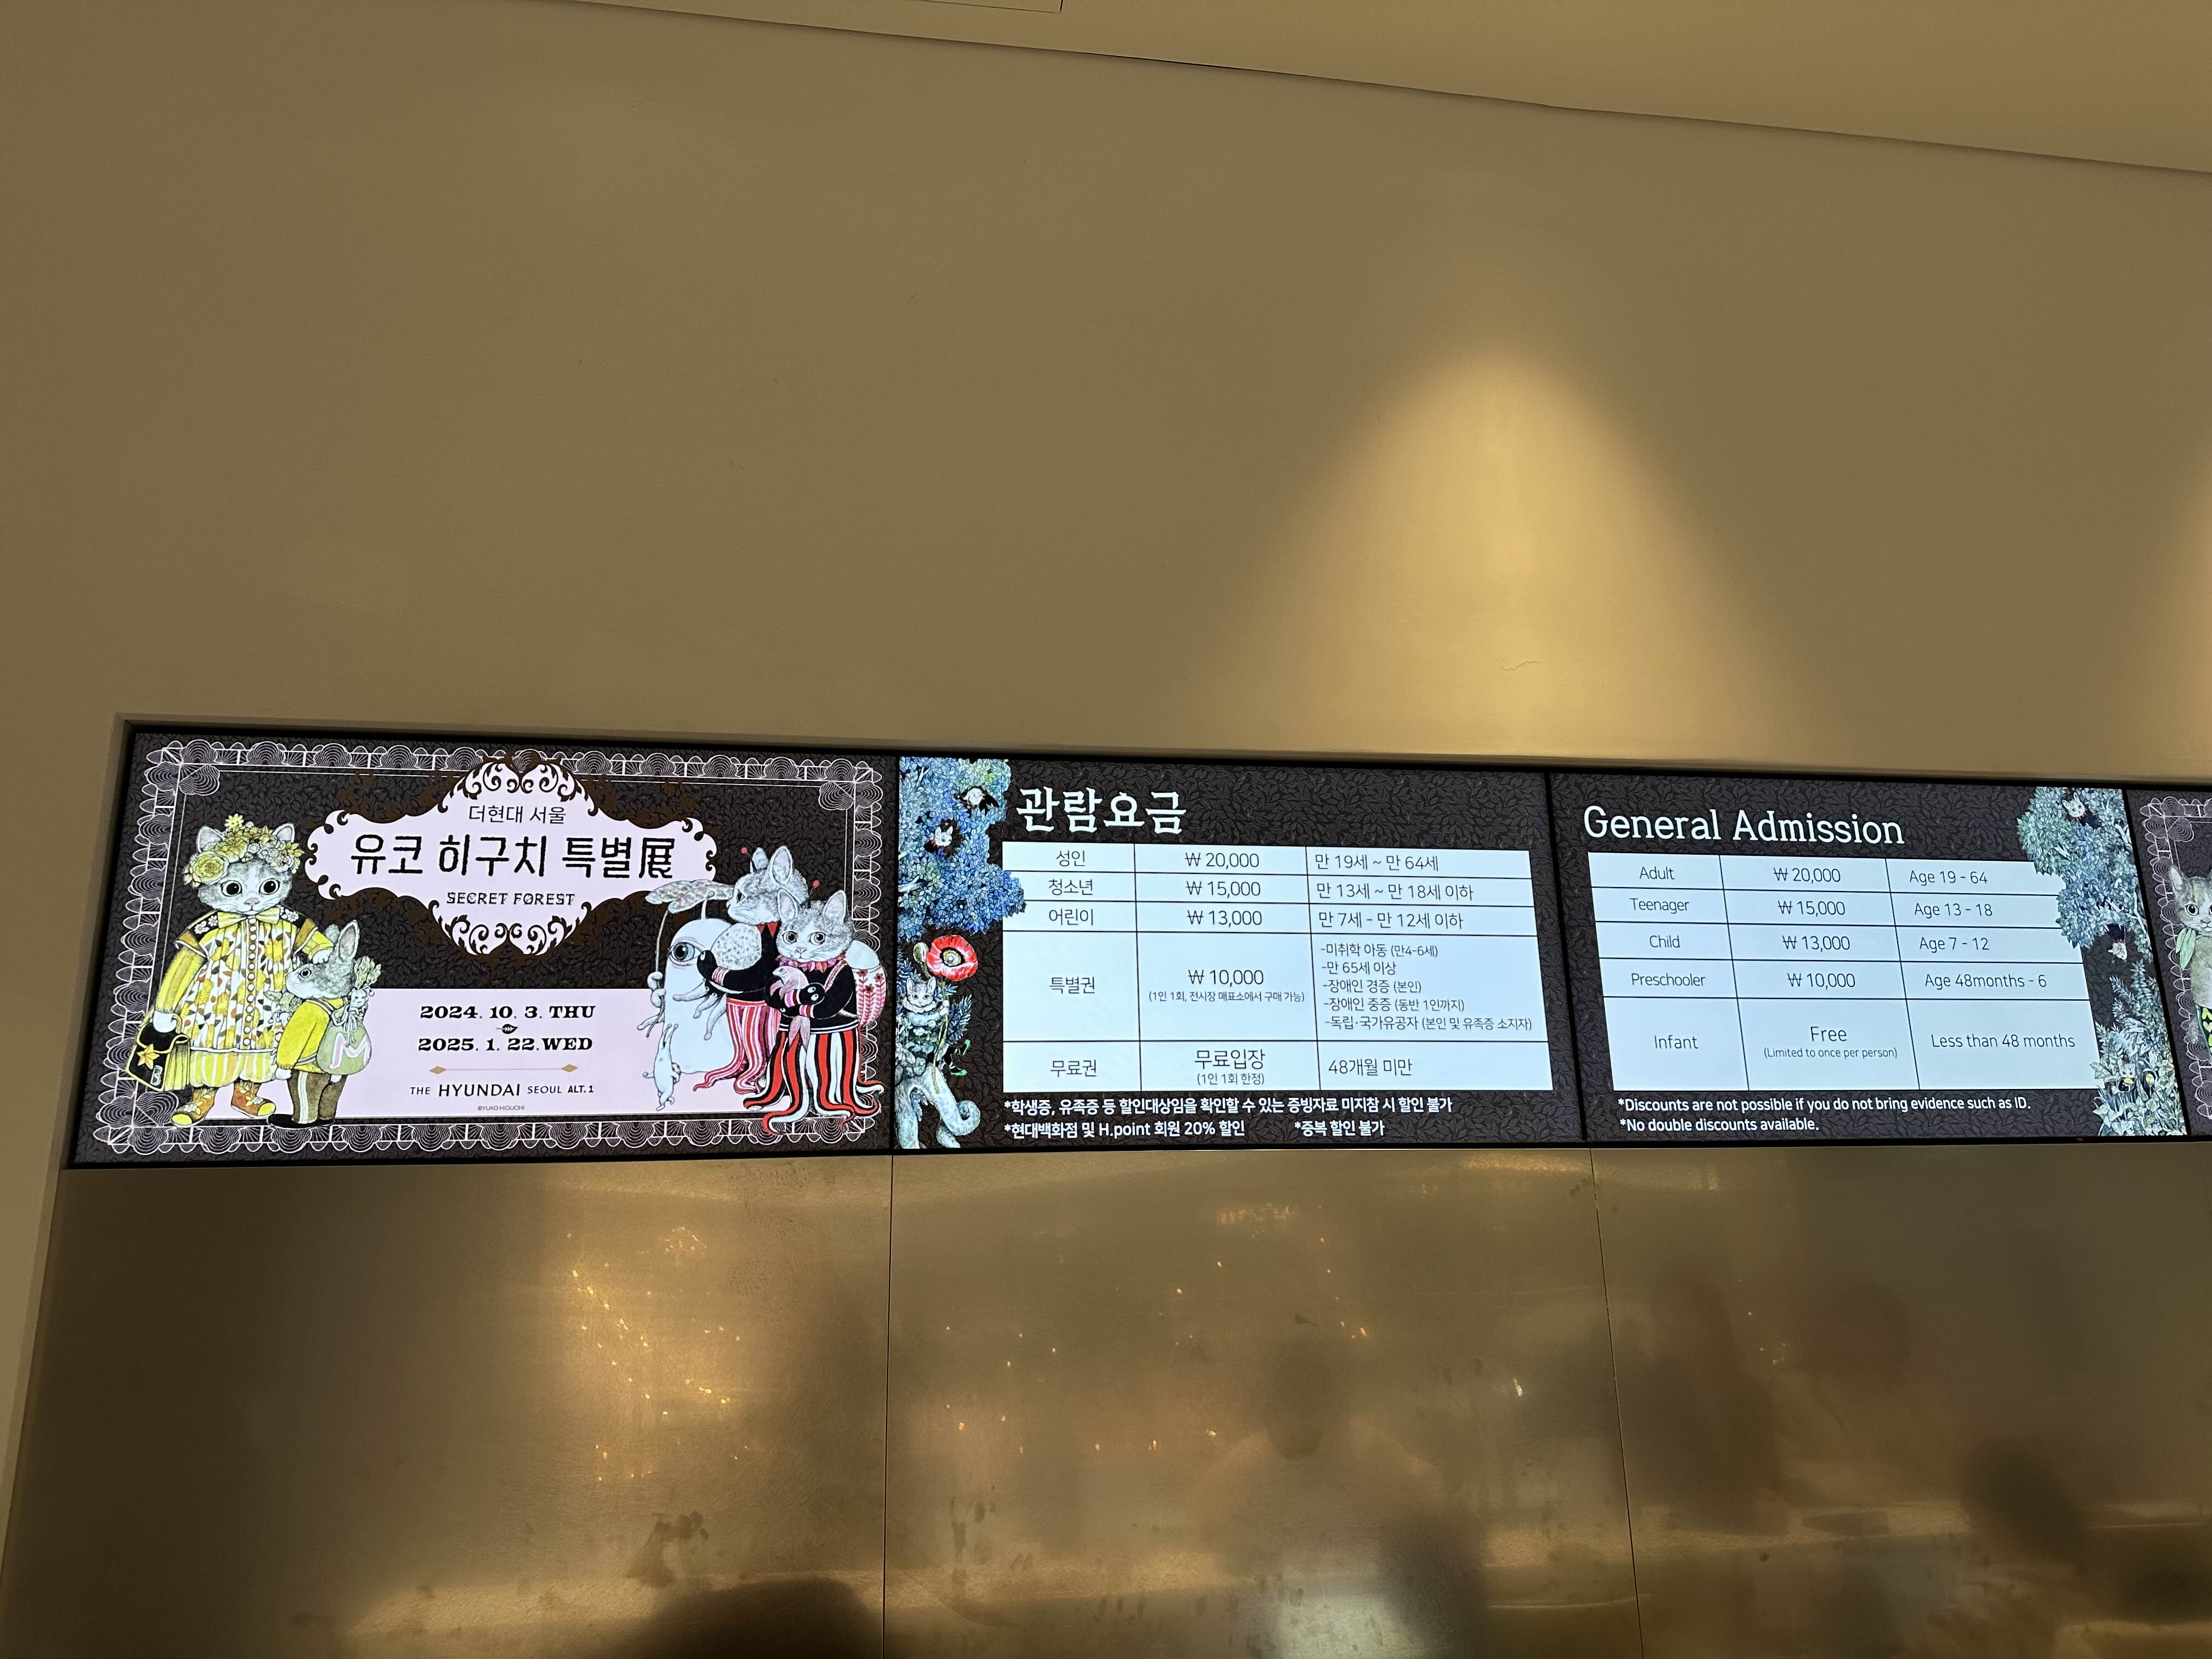 더현대 서울
유코 히구치 특별展
SECRET FOREST
2024. 10. 3. THU
2025. 1. 22. WED
THE HYUNDAI SEOUL ALT.1
©YUKO HIGUCHI
관람요금
성인 ₩ 20,000 만 19세 ~ 만 64세
청소년 ₩ 15,000 만 13세 ~ 만 18세 이하
어린이 ₩ 13,000 만 7세 - 만 12세 이하
특별권 ₩ 10,000
(1인 1회, 전시장 매표소에서 구매 가능)
-미취학 아동 (만4-6세)
-만 65세 이상
-장애인 경증 (본인)
-장애인 중증 (동반 1인까지)
-독립·국가유공자 (본인 및 유족증 소지자)
무료권 무료입장 48개월 미만
(1인 1회 한정)
*학생증, 유족증 등 할인대상임을 확인할 수 있는 증빙자료 미지참 시 할인 불가
*현대백화점 및 H.point 회원 20% 할인 *중복 할인 불가
General Admission
Adult ₩ 20,000 Age 19 - 64
Teenager ₩ 15,000 Age 13 - 18
Child ₩ 13,000 Age 7 - 12
Preschooler ₩ 10,000 Age 48months - 6
Infant Free Less than 48 months
(Limited to once per person)
*Discounts are not possible if you do not bring evidence such as ID.
*No double discounts available.